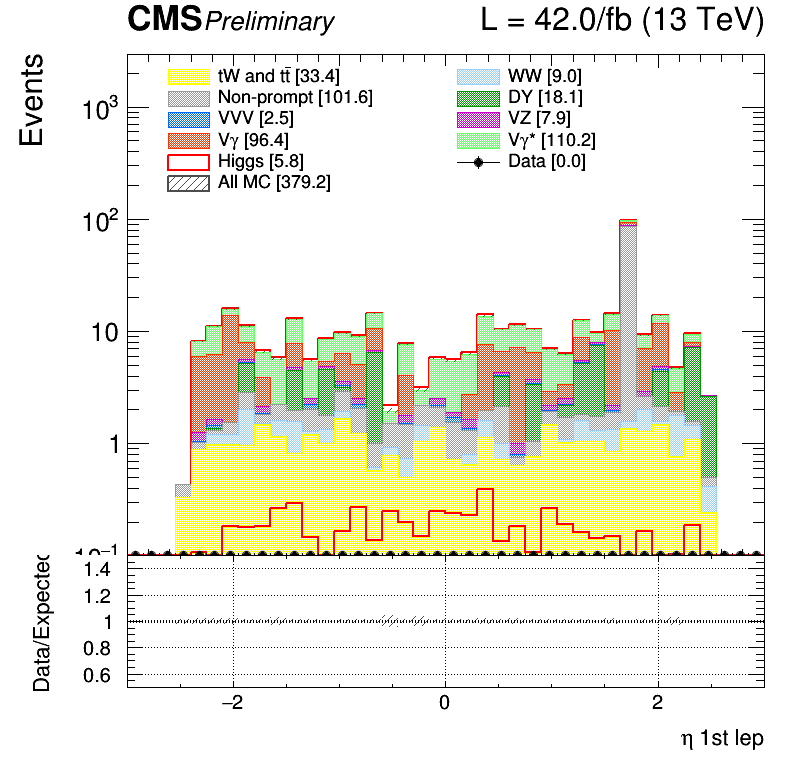 CMS Preliminary L = 42.0/fb (13 TeV)
Events
tW and tt̄ [33.4] WW [9.0]
Non-prompt [101.6] DY [18.1]
VVV [2.5] VZ [7.9]
Vγ [96.4] Vγ* [110.2]
Higgs [5.8] Data [0.0]
All MC [379.2]
10³
10²
10
1
10⁻¹
Data/Expected
1.4
1.2
1
0.8
0.6
−2 0 2
η 1st lep